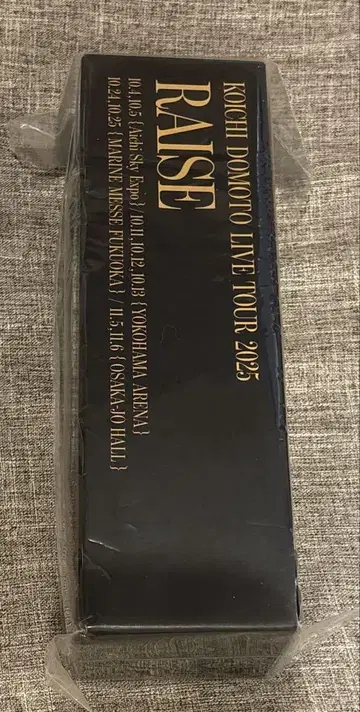 KOICHI DOMOTO LIVE TOUR 2025
RAISE
10.4,10.5 { Aichi Sky Expo } / 10.11,10.12,10.13 { YOKOHAMA ARENA }
10.24,10.25 { MARINE MESSE FUKUOKA } / 11.5,11.6 { OSAKA-JO HALL }